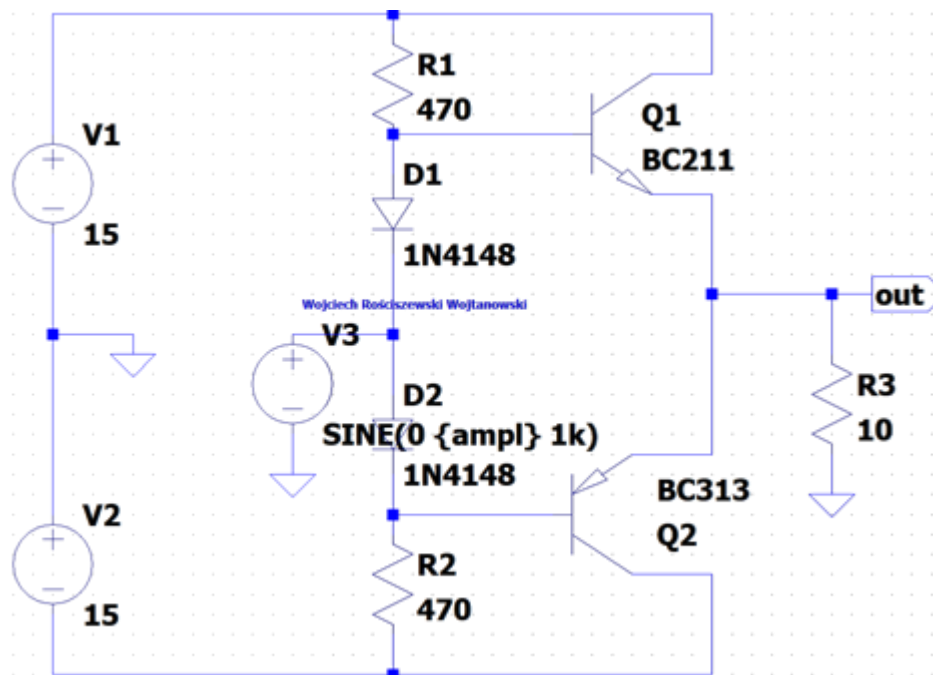 R1
470
V1
15
Q1
BC211
D1
1N4148
Wojciech Rościszewski Wojtanowski
V3
out
D2
SINE(0 {ampl} 1k)
1N4148
R3
10
V2
15
BC313
Q2
R2
470